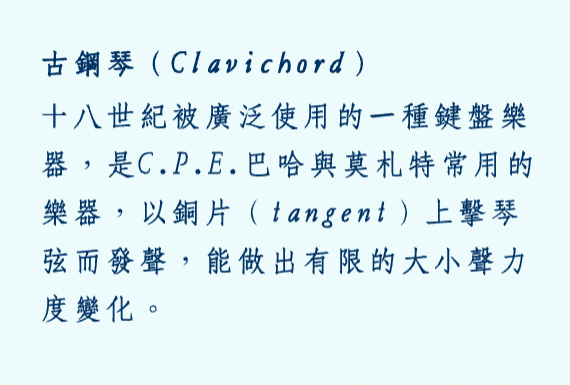 古鋼琴（Clavichord）
十八世紀被廣泛使用的一種鍵盤樂
器，是C.P.E.巴哈與莫札特常用的
樂器，以銅片（tangent）上擊琴
弦而發聲，能做出有限的大小聲力
度變化。